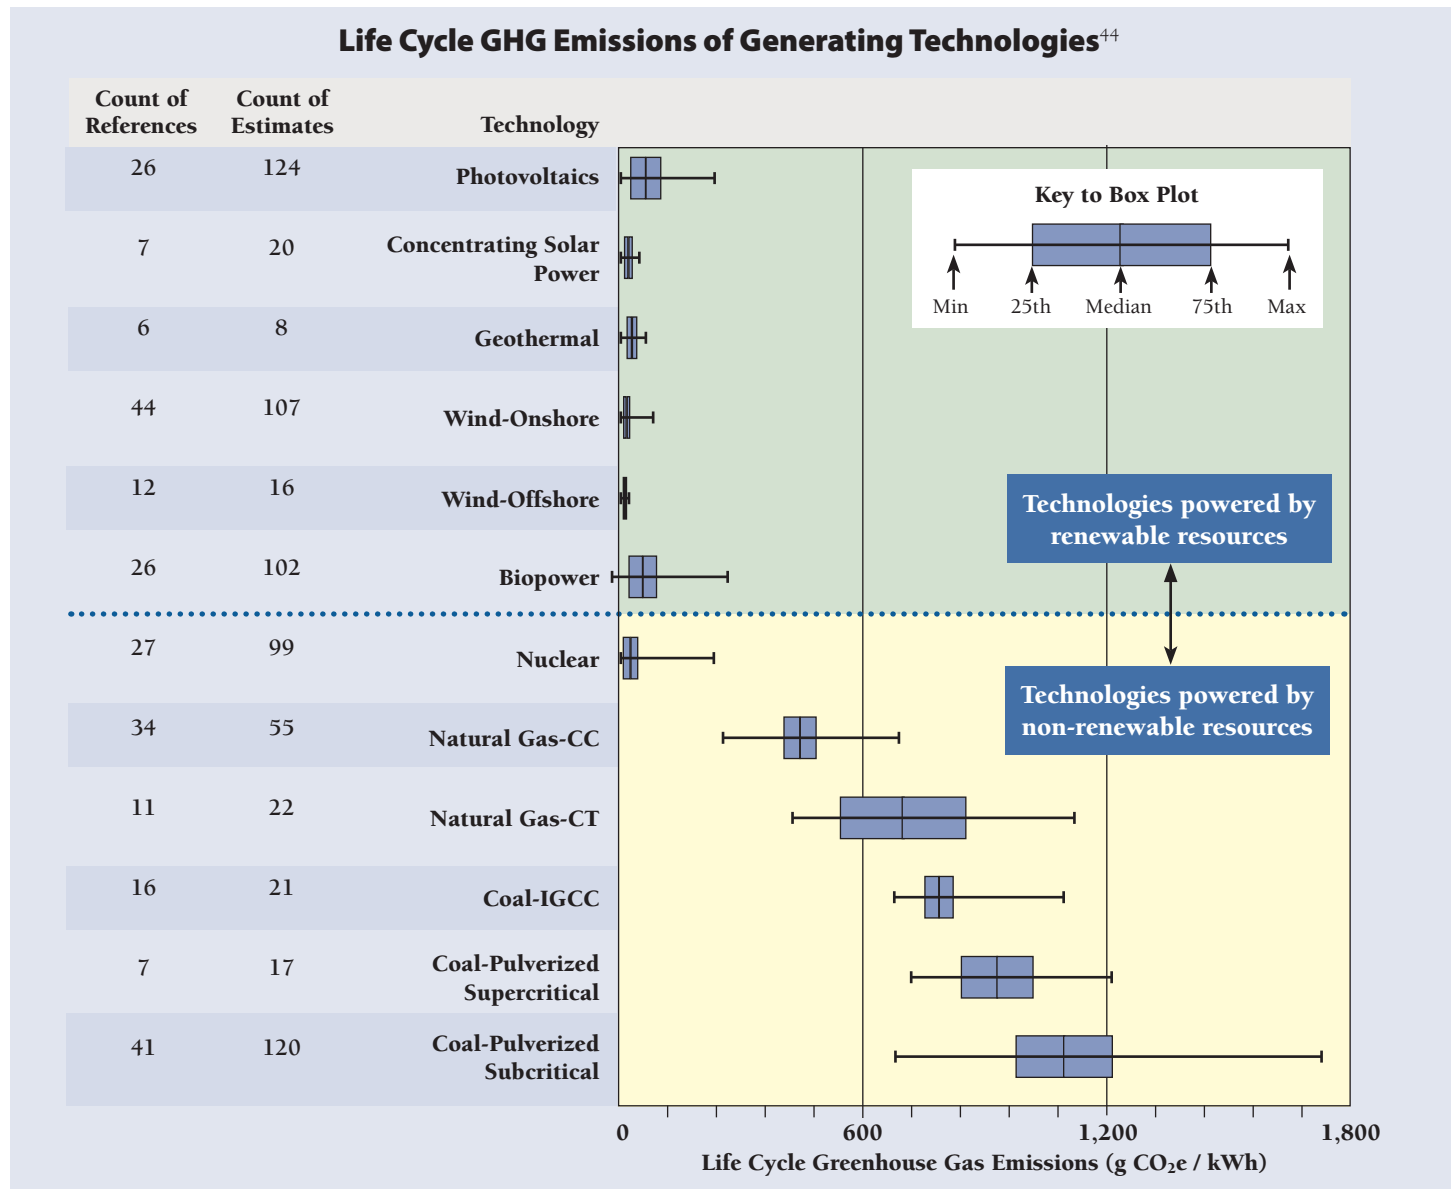 Life Cycle GHG Emissions of Generating Technologies44
Count of References Count of Estimates Technology
26 124 Photovoltaics
7 20 Concentrating Solar Power
6 8 Geothermal
44 107 Wind-Onshore
12 16 Wind-Offshore
26 102 Biopower
27 99 Nuclear
34 55 Natural Gas-CC
11 22 Natural Gas-CT
16 21 Coal-IGCC
7 17 Coal-Pulverized Supercritical
41 120 Coal-Pulverized Subcritical
Key to Box Plot
Min 25th Median 75th Max
Technologies powered by
renewable resources
Technologies powered by
non-renewable resources
0 600 1,200 1,800
Life Cycle Greenhouse Gas Emissions (g CO₂e / kWh)